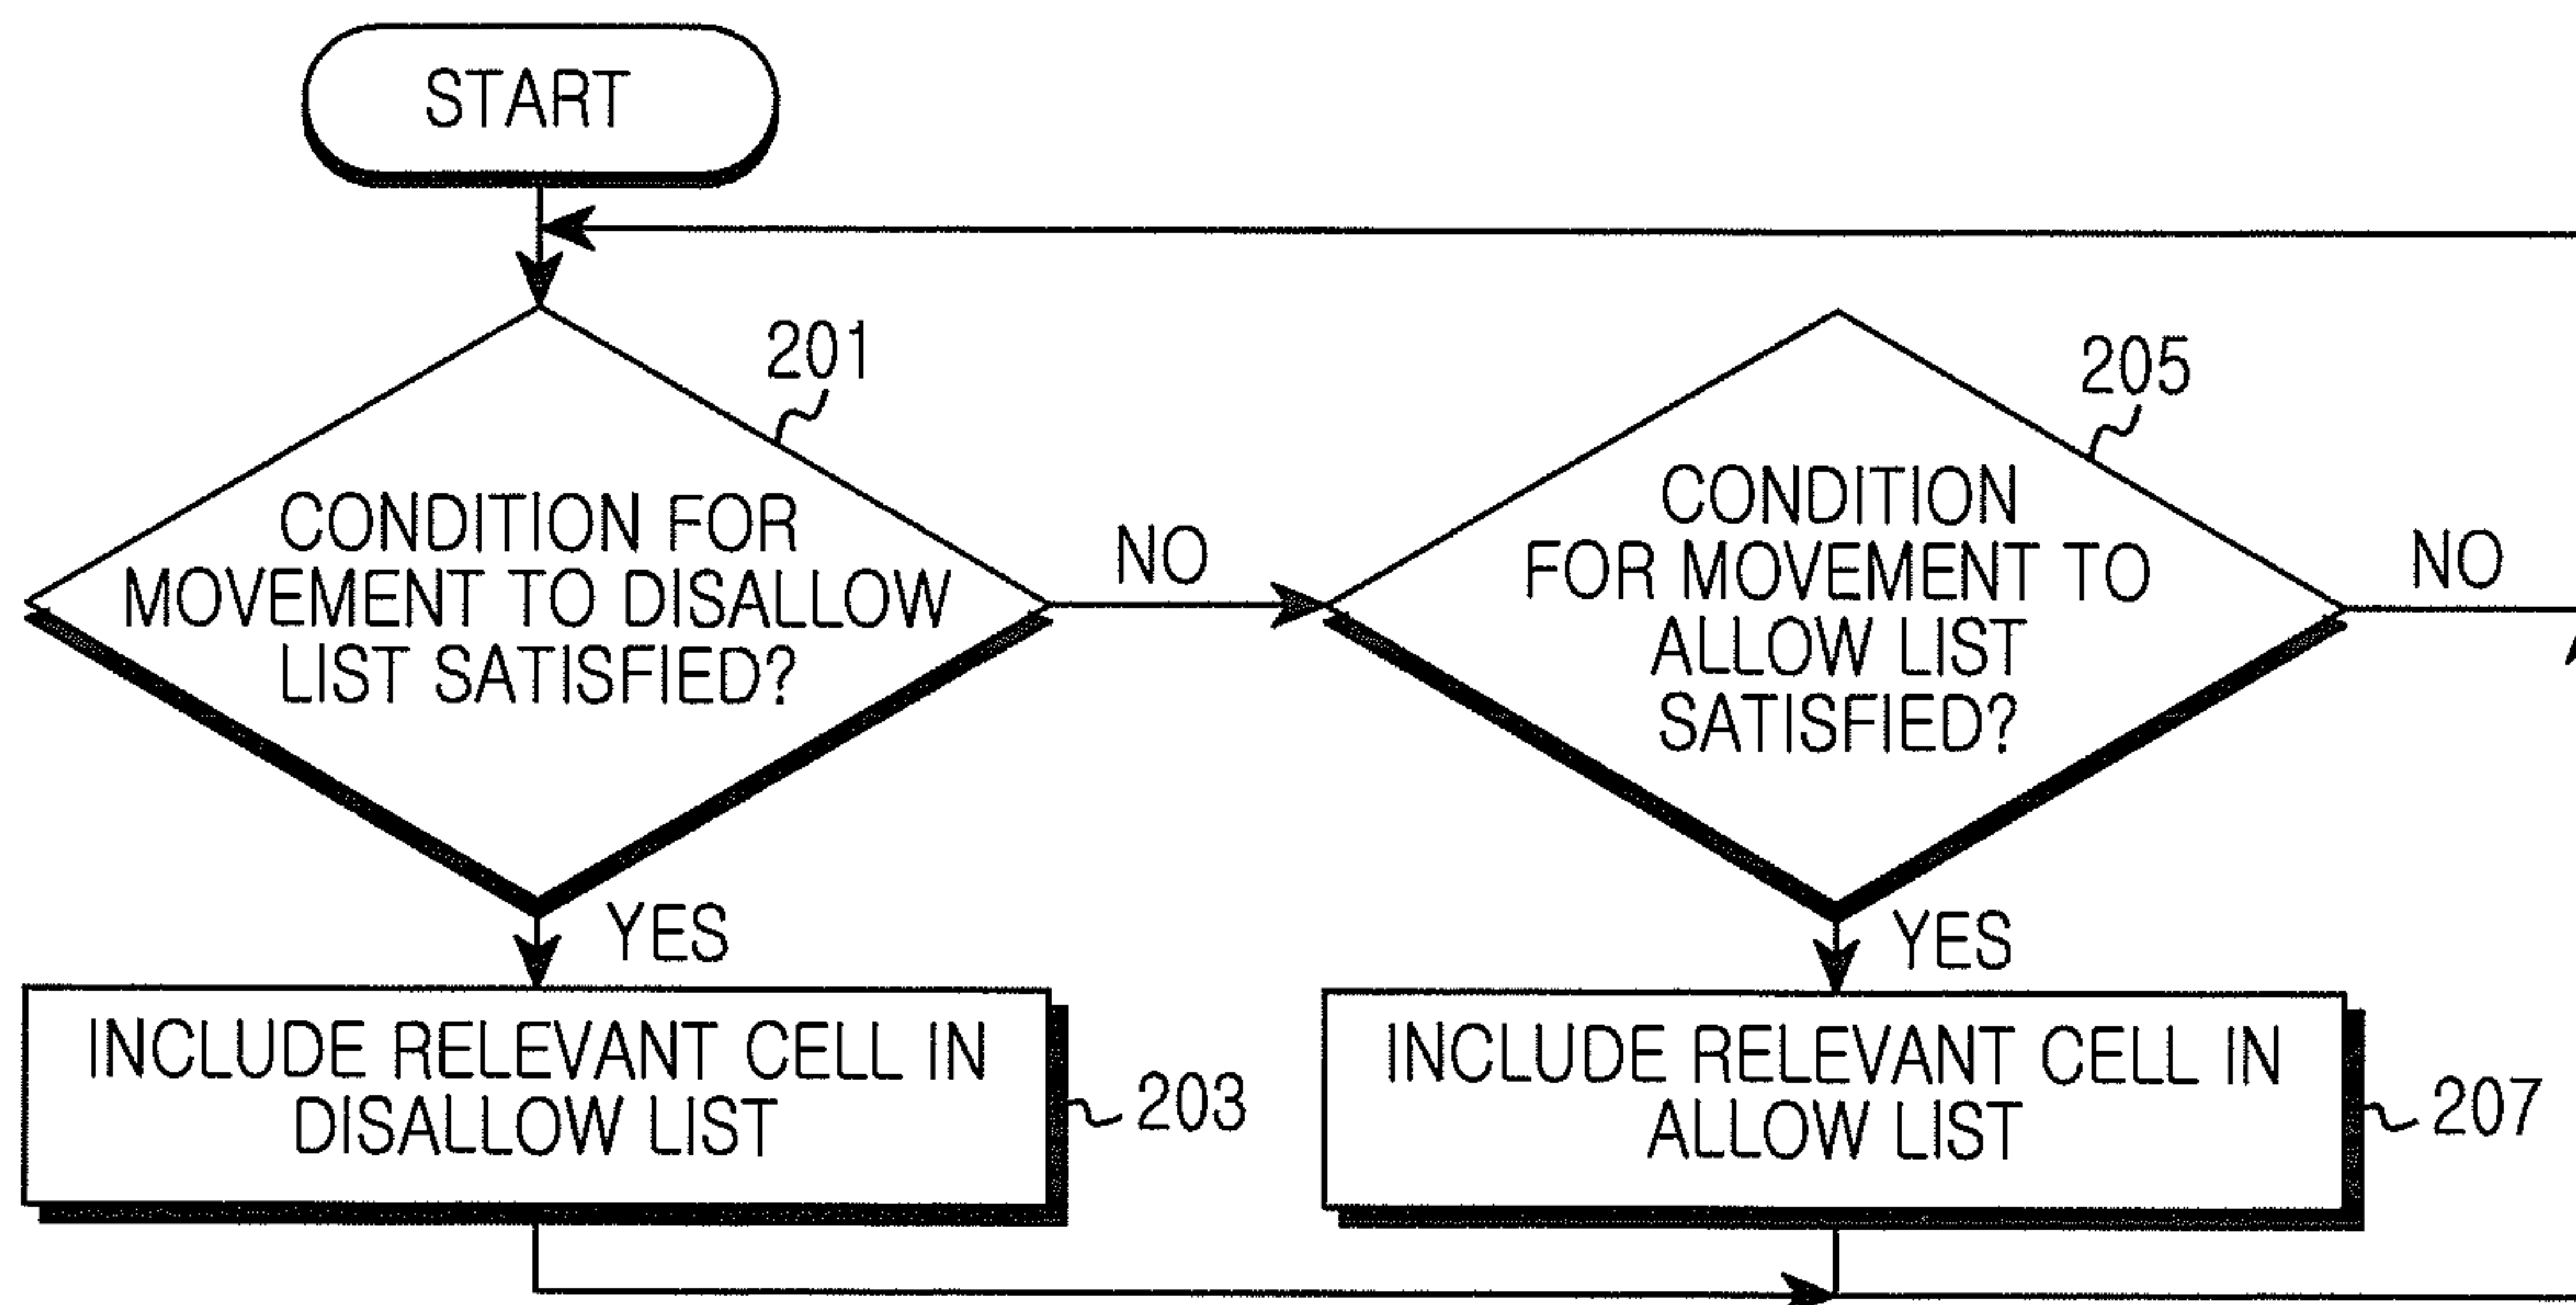 START
201
CONDITION FOR
MOVEMENT TO DISALLOW
LIST SATISFIED?
NO
205
CONDITION
FOR MOVEMENT TO
ALLOW LIST
SATISFIED?
NO
YES
YES
INCLUDE RELEVANT CELL IN
DISALLOW LIST
203
INCLUDE RELEVANT CELL IN
ALLOW LIST
207